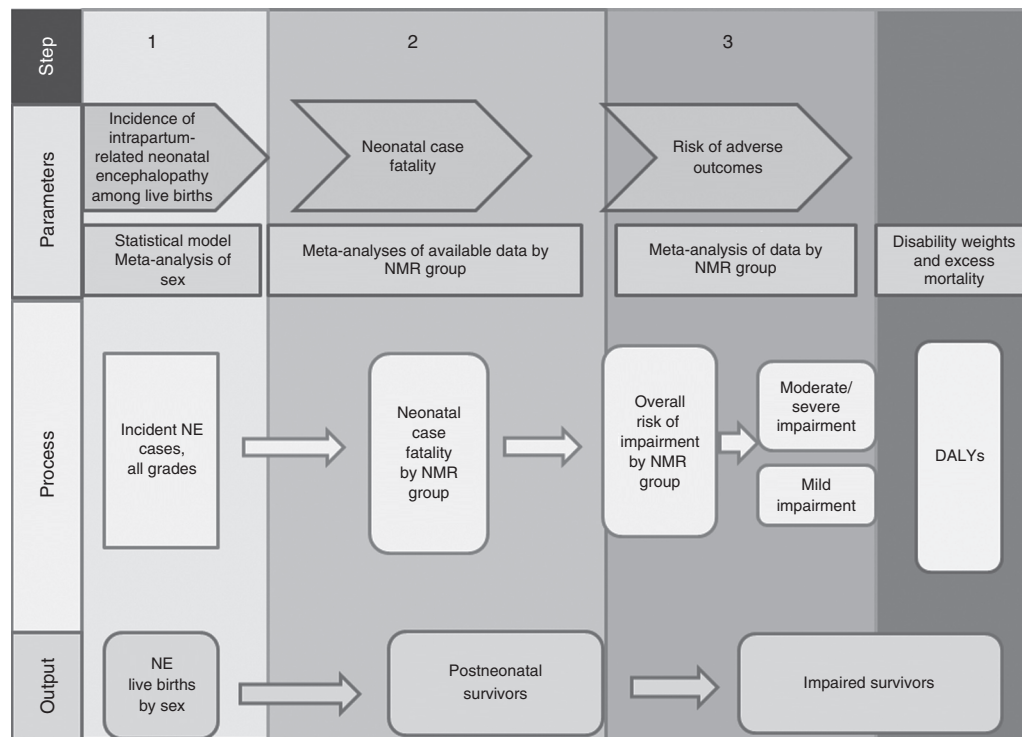 Step
1
2
3
Parameters
Incidence of
intrapartum-
related neonatal
encephalopathy
among live births
Neonatal case
fatality
Risk of adverse
outcomes
Statistical model
Meta-analysis of
sex
Meta-analyses of available data by
NMR group
Meta-analysis of data by
NMR group
Disability weights
and excess
mortality
Process
Incident NE
cases,
all grades
Neonatal
case
fatality
by NMR
group
Overall
risk of
impairment
by NMR
group
Moderate/
severe
impairment
Mild
impairment
DALYs
Output
NE
live births
by sex
Postneonatal
survivors
Impaired survivors